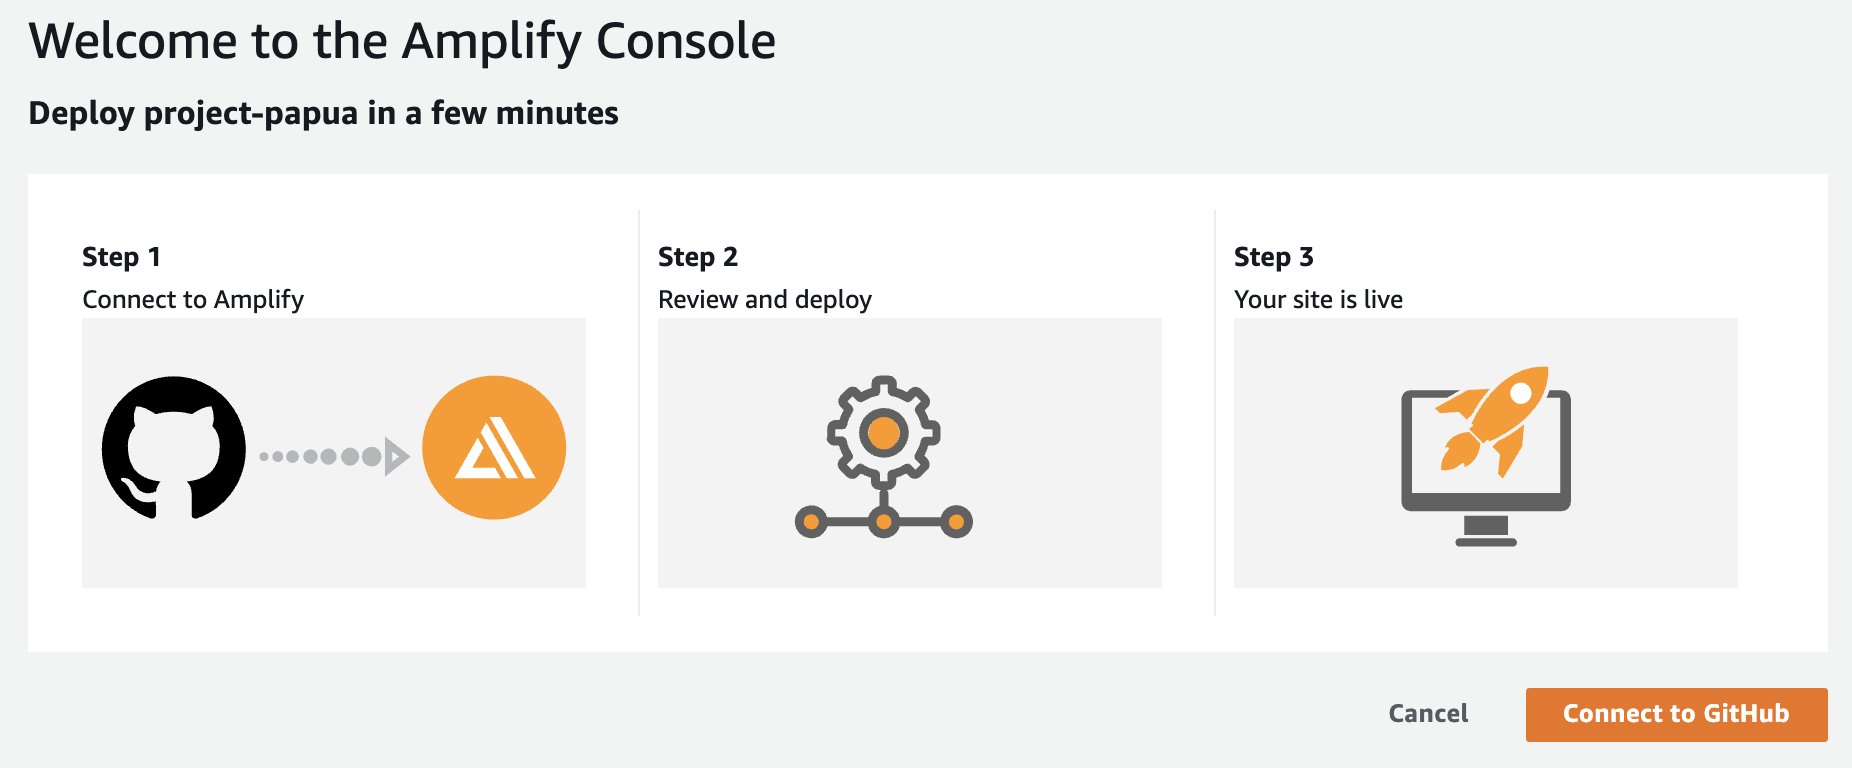 Welcome to the Amplify Console
Deploy project-papua in a few minutes
Step 1
Connect to Amplify
Step 2
Review and deploy
Step 3
Your site is live
Cancel
Connect to GitHub